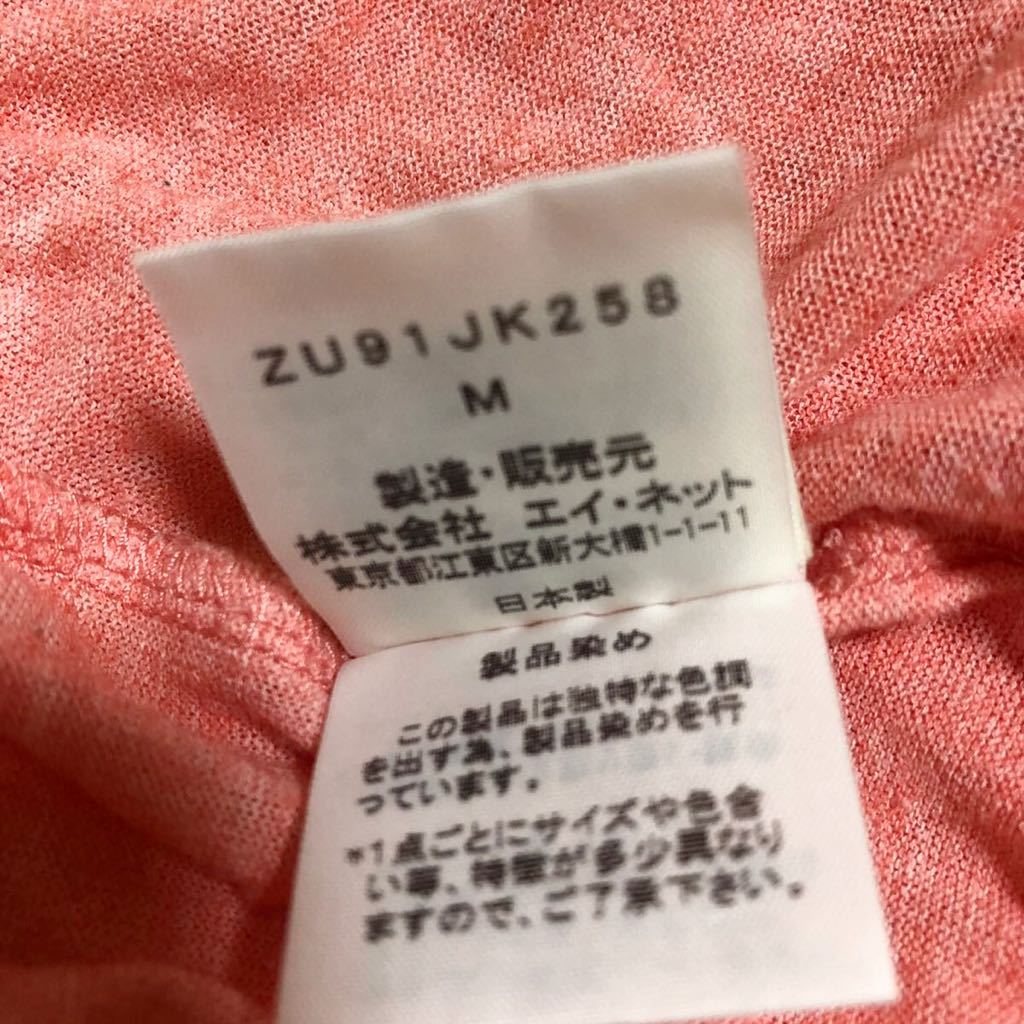 ZU91JK258
M
製造・販売元
株式会社 エイ・ネット
東京都江東区新大橋1-1-11
日本製
製品染め
この製品は独特な色調
を出す為、製品染めを行
っています。
*1点ごとにサイズや色合
い等、特徴が多少異なり
ますので、ご了承下さい。